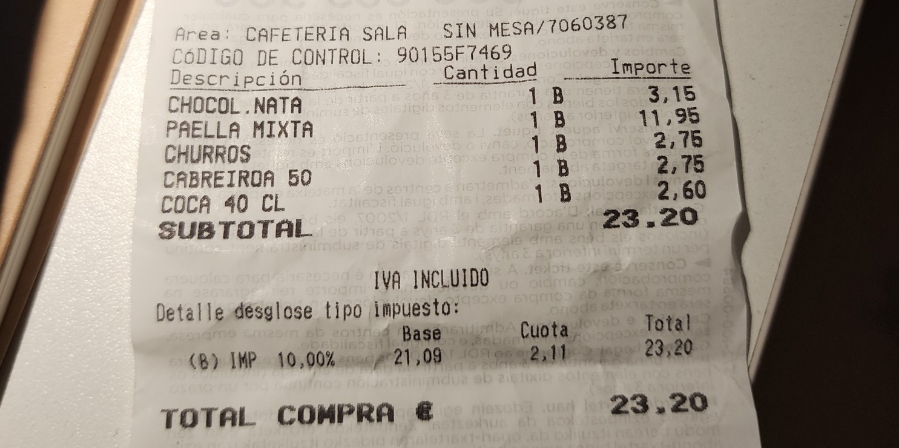 Area: CAFETERIA SALA SIN MESA/7060387
CóDIGO DE CONTROL: 90155F7469
Descripción Cantidad Importe
CHOCOL.NATA 1 B 3,15
PAELLA MIXTA 1 B 11,95
CHURROS 1 B 2,75
CABREIROA 50 1 B 2,75
COCA 40 CL 1 B 2,60
SUBTOTAL 23.20
IVA INCLUIDO
Detalle desglose tipo impuesto:
Base Cuota Total
(B) IMP 10,00% 21,09 2,11 23,20
TOTAL COMPRA € 23.20